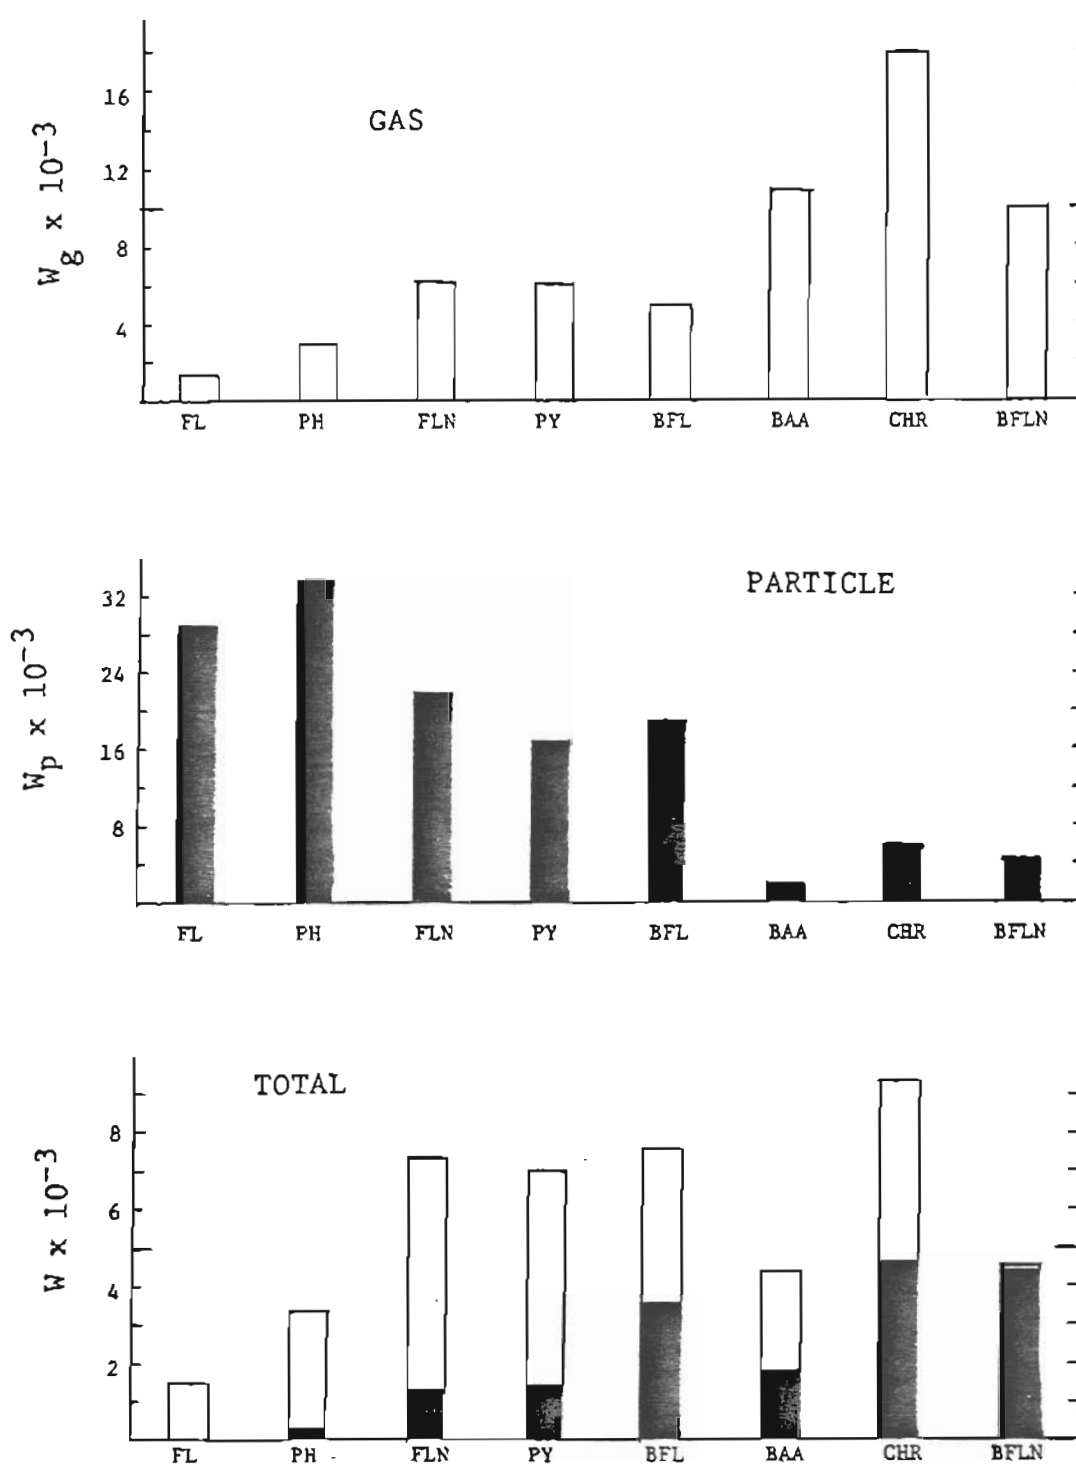 GAS
W_g x 10^-3
16
12
8
4
FL PH FLN PY BFL BAA CHR BFLN
PARTICLE
W_p x 10^-3
32
24
16
8
FL PH FLN PY BFL BAA CHR BFLN
TOTAL
W x 10^-3
8
6
4
2
FL PH FLN PY BFL BAA CHR BFLN